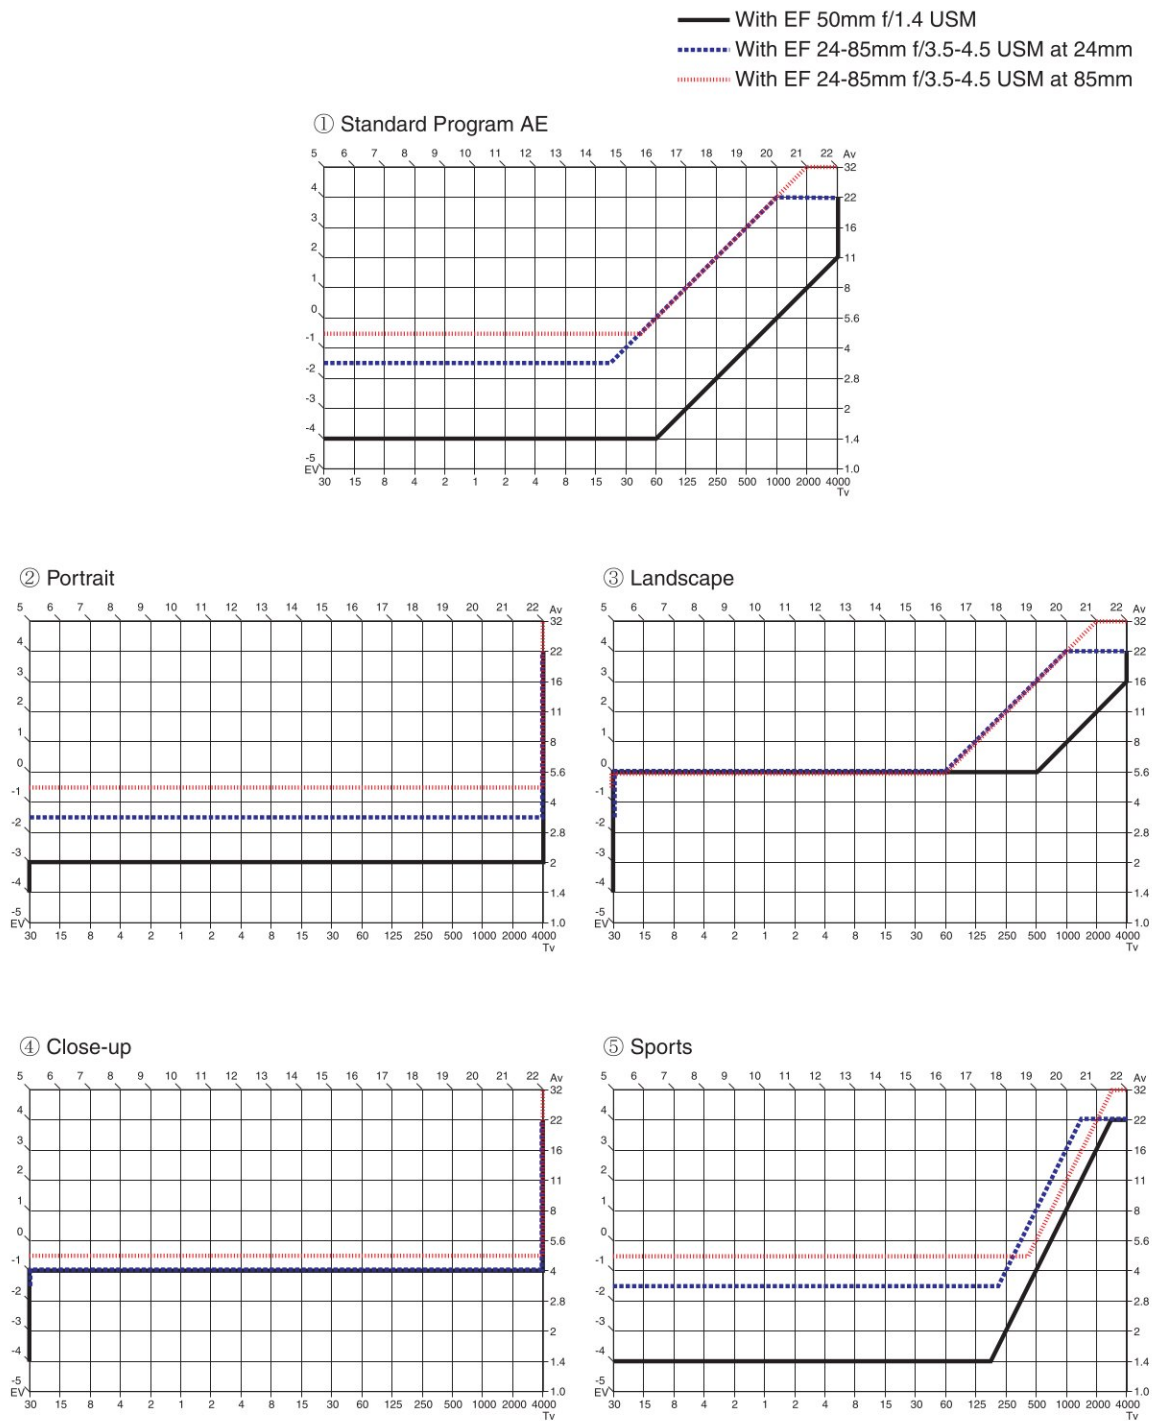 With EF 50mm f/1.4 USM
With EF 24-85mm f/3.5-4.5 USM at 24mm
With EF 24-85mm f/3.5-4.5 USM at 85mm
① Standard Program AE
5 6 7 8 9 10 11 12 13 14 15 16 17 18 19 20 21 22 Av
32
4 22
3 16
2 11
1 8
0 5.6
-1 4
-2 2.8
-3 2
-4 1.4
-5 1.0
EV
30 15 8 4 2 1 2 4 8 15 30 60 125 250 500 1000 2000 4000
Tv
② Portrait
5 6 7 8 9 10 11 12 13 14 15 16 17 18 19 20 21 22 Av
32
4 22
3 16
2 11
1 8
0 5.6
-1 4
-2 2.8
-3 2
-4 1.4
-5 1.0
EV
30 15 8 4 2 1 2 4 8 15 30 60 125 250 500 1000 2000 4000
Tv
③ Landscape
5 6 7 8 9 10 11 12 13 14 15 16 17 18 19 20 21 22 Av
32
4 22
3 16
2 11
1 8
0 5.6
-1 4
-2 2.8
-3 2
-4 1.4
-5 1.0
EV
30 15 8 4 2 1 2 4 8 15 30 60 125 250 500 1000 2000 4000
Tv
④ Close-up
5 6 7 8 9 10 11 12 13 14 15 16 17 18 19 20 21 22 Av
32
4 22
3 16
2 11
1 8
0 5.6
-1 4
-2 2.8
-3 2
-4 1.4
-5 1.0
EV
30 15 8 4 2 1 2 4 8 15 30 60 125 250 500 1000 2000 4000
Tv
⑤ Sports
5 6 7 8 9 10 11 12 13 14 15 16 17 18 19 20 21 22 Av
32
4 22
3 16
2 11
1 8
0 5.6
-1 4
-2 2.8
-3 2
-4 1.4
-5 1.0
EV
30 15 8 4 2 1 2 4 8 15 30 60 125 250 500 1000 2000 4000
Tv